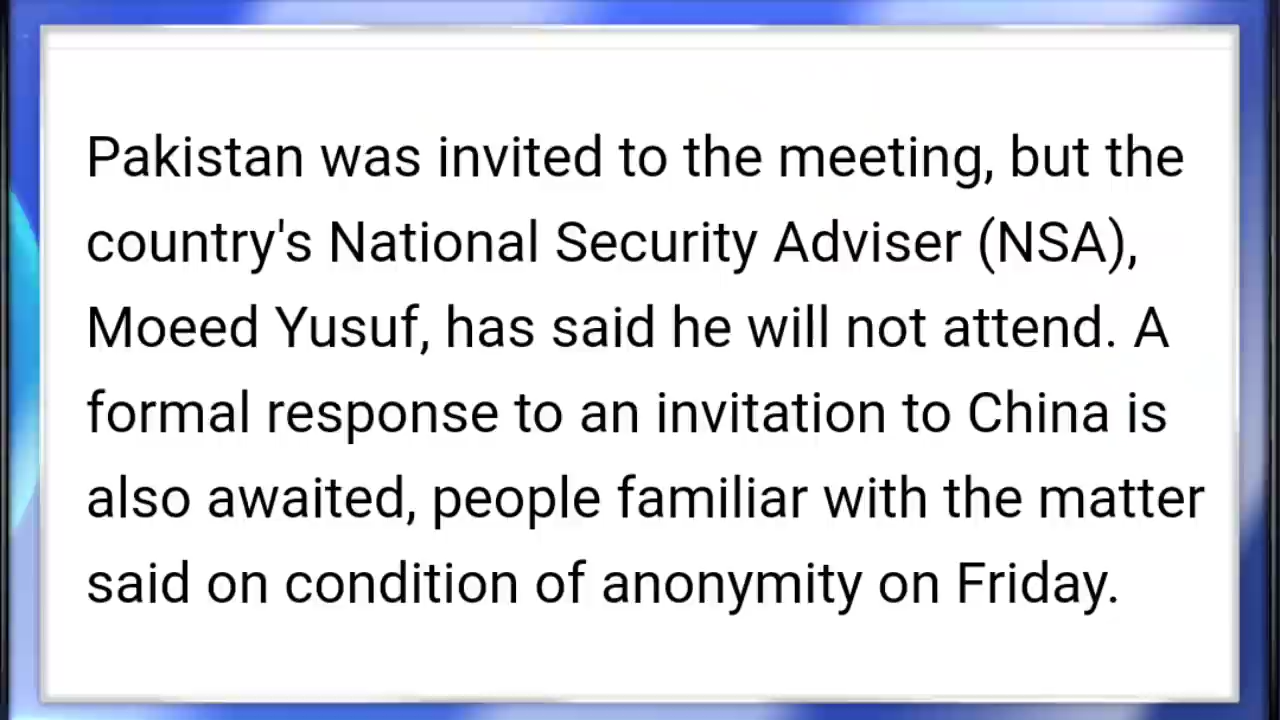 Pakistan was invited to the meeting, but the
country's National Security Adviser (NSA),
Moeed Yusuf, has said he will not attend. A
formal response to an invitation to China is
also awaited, people familiar with the matter
said on condition of anonymity on Friday.